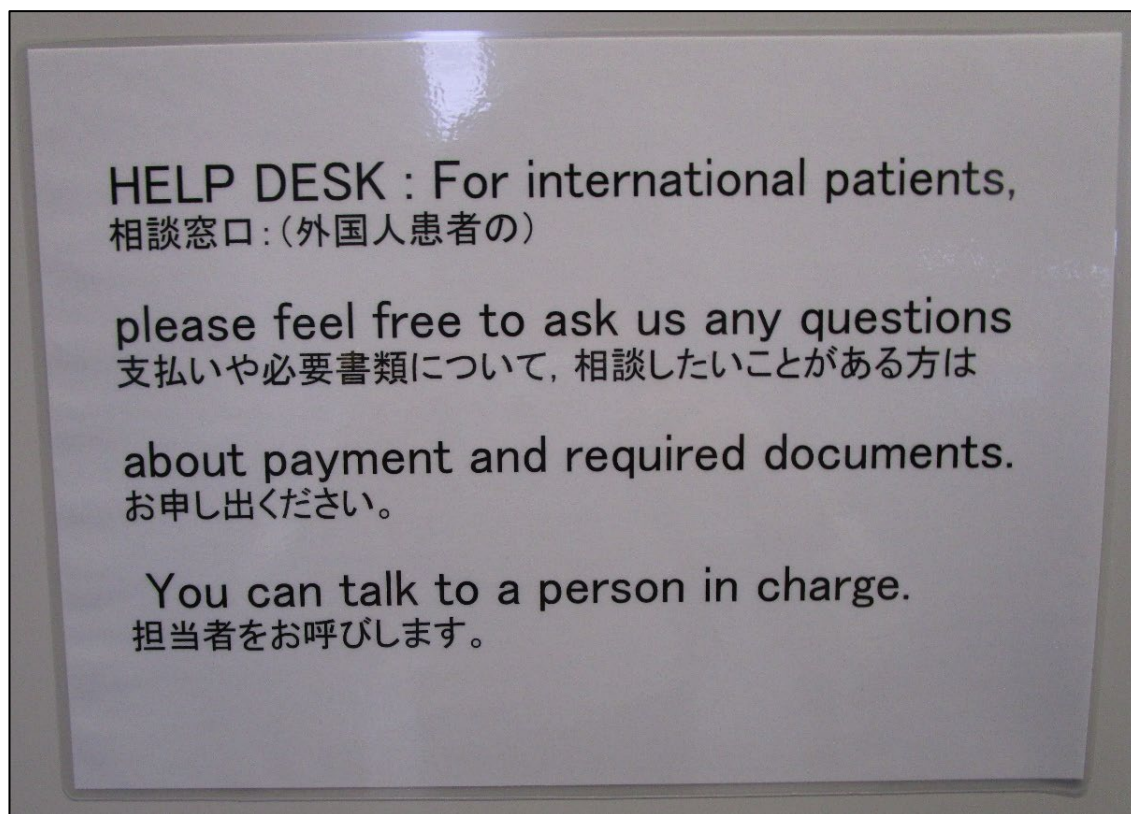 HELP DESK : For international patients,
相談窓口:(外国人患者の)
please feel free to ask us any questions
支払いや必要書類について, 相談したいことがある方は
about payment and required documents.
お申し出ください。
You can talk to a person in charge.
担当者をお呼びします。